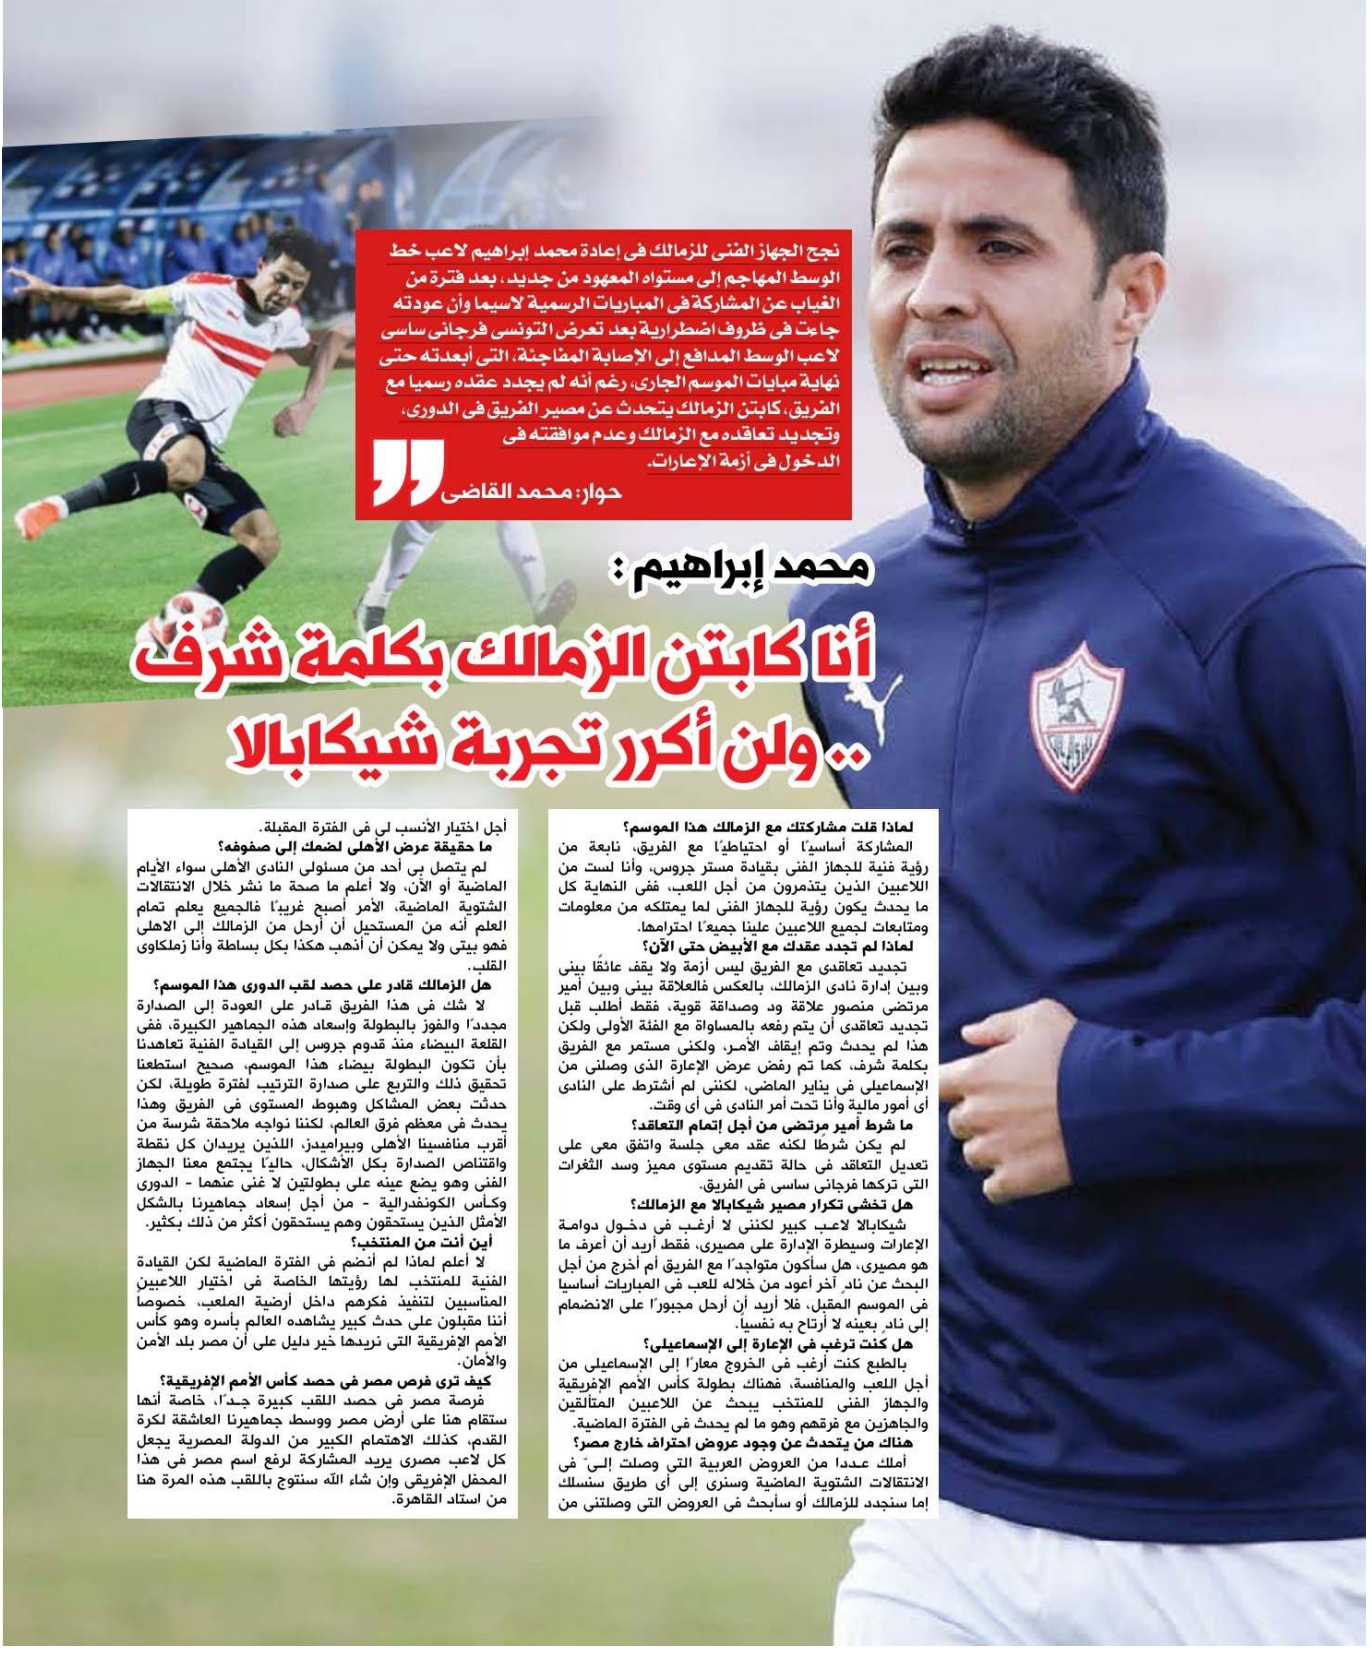 نجح الجهاز الفنى للزمالك فى إعادة محمد إبراهيم لاعب خط
الوسط المهاجم إلى مستواه المعهود من جديد، بعد فترة من
الغياب عن المشاركة فى المباريات الرسمية لاسيما وأن عودته
جاءت فى ظروف اضطرارية بعد تعرض التونسى فرجانى ساسى
لاعب الوسط المدافع إلى الإصابة المفاجئة، التى أبعدته حتى
نهاية مبايات الموسم الجارى، رغم أنه لم يجدد عقده رسميا مع
الفريق، كابتن الزمالك يتحدث عن مصير الفريق فى الدورى،
وتجديد تعاقده مع الزمالك وعدم موافقته فى
الدخول فى أزمة الإعارات.
حوار: محمد القاضى
محمد إبراهيم :
أنا كابتن الزمالك بكلمة شرف
.. ولن أكرر تجربة شيكابالا
لماذا قلت مشاركتك مع الزمالك هذا الموسم؟
المشاركة أساسيًا أو احتياطيًا مع الفريق، نابعة من
رؤية فنية للجهاز الفنى بقيادة مستر جروس، وأنا لست من
اللاعبين الذين يتذمرون من أجل اللعب، ففى النهاية كل
ما يحدث يكون رؤية للجهاز الفنى لما يمتلكه من معلومات
ومتابعات لجميع اللاعبين علينا جميعًا احترامها.
لماذا لم تجدد عقدك مع الأبيض حتى الآن؟
تجديد تعاقدى مع الفريق ليس أزمة ولا يقف عائقًا بينى
وبين إدارة نادى الزمالك، بالعكس فالعلاقة بينى وبين أمير
مرتضى منصور علاقة ود وصداقة قوية، فقط أطلب قبل
تجديد تعاقدى أن يتم رفعه بالمساواة مع الفئة الأولى ولكن
هذا لم يحدث وتم إيقاف الأمر، ولكنى مستمر مع الفريق
بكلمة شرف، كما تم رفض عرض الإعارة الذى وصلنى من
الإسماعيلى فى يناير الماضى، لكننى لم أشترط على النادى
أى أمور مالية وأنا تحت أمر النادى فى أى وقت.
ما شرط أمير مرتضى من أجل إتمام التعاقد؟
لم يكن شرطًا لكنه عقد معى جلسة واتفق معى على
تعديل التعاقد فى حالة تقديم مستوى مميز وسد الثغرات
التى تركها فرجانى ساسى فى الفريق.
هل تخشى تكرار مصير شيكابالا مع الزمالك؟
شيكابالا لاعب كبير لكننى لا أرغب فى دخول دوامة
الإعارات وسيطرة الإدارة على مصيرى، فقط أريد أن أعرف ما
هو مصيرى، هل سأكون متواجدًا مع الفريق أم أخرج من أجل
البحث عن نادٍ آخر أعود من خلاله للعب فى المباريات أساسيا
فى الموسم المقبل، فلا أريد أن أرحل مجبورًا على الانضمام
إلى نادٍ بعينه لا أرتاح به نفسياً.
هل كنت ترغب فى الإعارة إلى الإسماعيلى؟
بالطبع كنت أرغب فى الخروج معارًا إلى الإسماعيلى من
أجل اللعب والمنافسة، فهناك بطولة كأس الأمم الإفريقية
والجهاز الفنى للمنتخب يبحث عن اللاعبين المتألقين
والجاهزين مع فرقهم وهو ما لم يحدث فى الفترة الماضية.
هناك من يتحدث عن وجود عروض احتراف خارج مصر؟
أملك عددا من العروض العربية التى وصلت إلىّ فى
الانتقالات الشتوية الماضية وسنرى إلى أى طريق سنسلك
إما سنجدد للزمالك أو سأبحث فى العروض التى وصلتنى من
أجل اختيار الأنسب لى فى الفترة المقبلة.
ما حقيقة عرض الأهلى لضمك إلى صفوفه؟
لم يتصل بى أحد من مسئولى النادى الأهلى سواء الأيام
الماضية أو الآن، ولا أعلم ما صحة ما نشر خلال الانتقالات
الشتوية الماضية، الأمر أصبح غريبًا فالجميع يعلم تمام
العلم أنه من المستحيل أن أرحل من الزمالك إلى الاهلى
فهو بيتى ولا يمكن أن أذهب هكذا بكل بساطة وأنا زملكاوى
القلب.
هل الزمالك قادر على حصد لقب الدورى هذا الموسم؟
لا شك فى هذا الفريق قادر على العودة إلى الصدارة
مجددًا والفوز بالبطولة وإسعاد هذه الجماهير الكبيرة، ففى
القلعة البيضاء منذ قدوم جروس إلى القيادة الفنية تعاهدنا
بأن تكون البطولة بيضاء هذا الموسم، صحيح استطعنا
تحقيق ذلك والتربع على صدارة الترتيب لفترة طويلة، لكن
حدثت بعض المشاكل وهبوط المستوى فى الفريق وهذا
يحدث فى معظم فرق العالم، لكننا نواجه ملاحقة شرسة من
أقرب منافسينا الأهلى وبيراميدز، اللذين يريدان كل نقطة
واقتناص الصدارة بكل الأشكال، حاليًا يجتمع معنا الجهاز
الفنى وهو يضع عينه على بطولتين لا غنى عنهما - الدورى
وكأس الكونفدرالية - من أجل إسعاد جماهيرنا بالشكل
الأمثل الذين يستحقون وهم يستحقون أكثر من ذلك بكثير.
أين أنت من المنتخب؟
لا أعلم لماذا لم أنضم فى الفترة الماضية لكن القيادة
الفنية للمنتخب لها رؤيتها الخاصة فى اختيار اللاعبين
المناسبين لتنفيذ فكرهم داخل أرضية الملعب، خصوصاً
أننا مقبلون على حدث كبير يشاهده العالم بأسره وهو كأس
الأمم الإفريقية التى نريدها خير دليل على أن مصر بلد الأمن
والأمان.
كيف ترى فرص مصر فى حصد كأس الأمم الإفريقية؟
فرصة مصر فى حصد اللقب كبيرة جدًا، خاصة أنها
ستقام هنا على أرض مصر ووسط جماهيرنا العاشقة لكرة
القدم، كذلك الاهتمام الكبير من الدولة المصرية يجعل
كل لاعب مصرى يريد المشاركة لرفع اسم مصر فى هذا
المحفل الإفريقى وإن شاء الله سنتوج باللقب هذه المرة هنا
من استاد القاهرة.